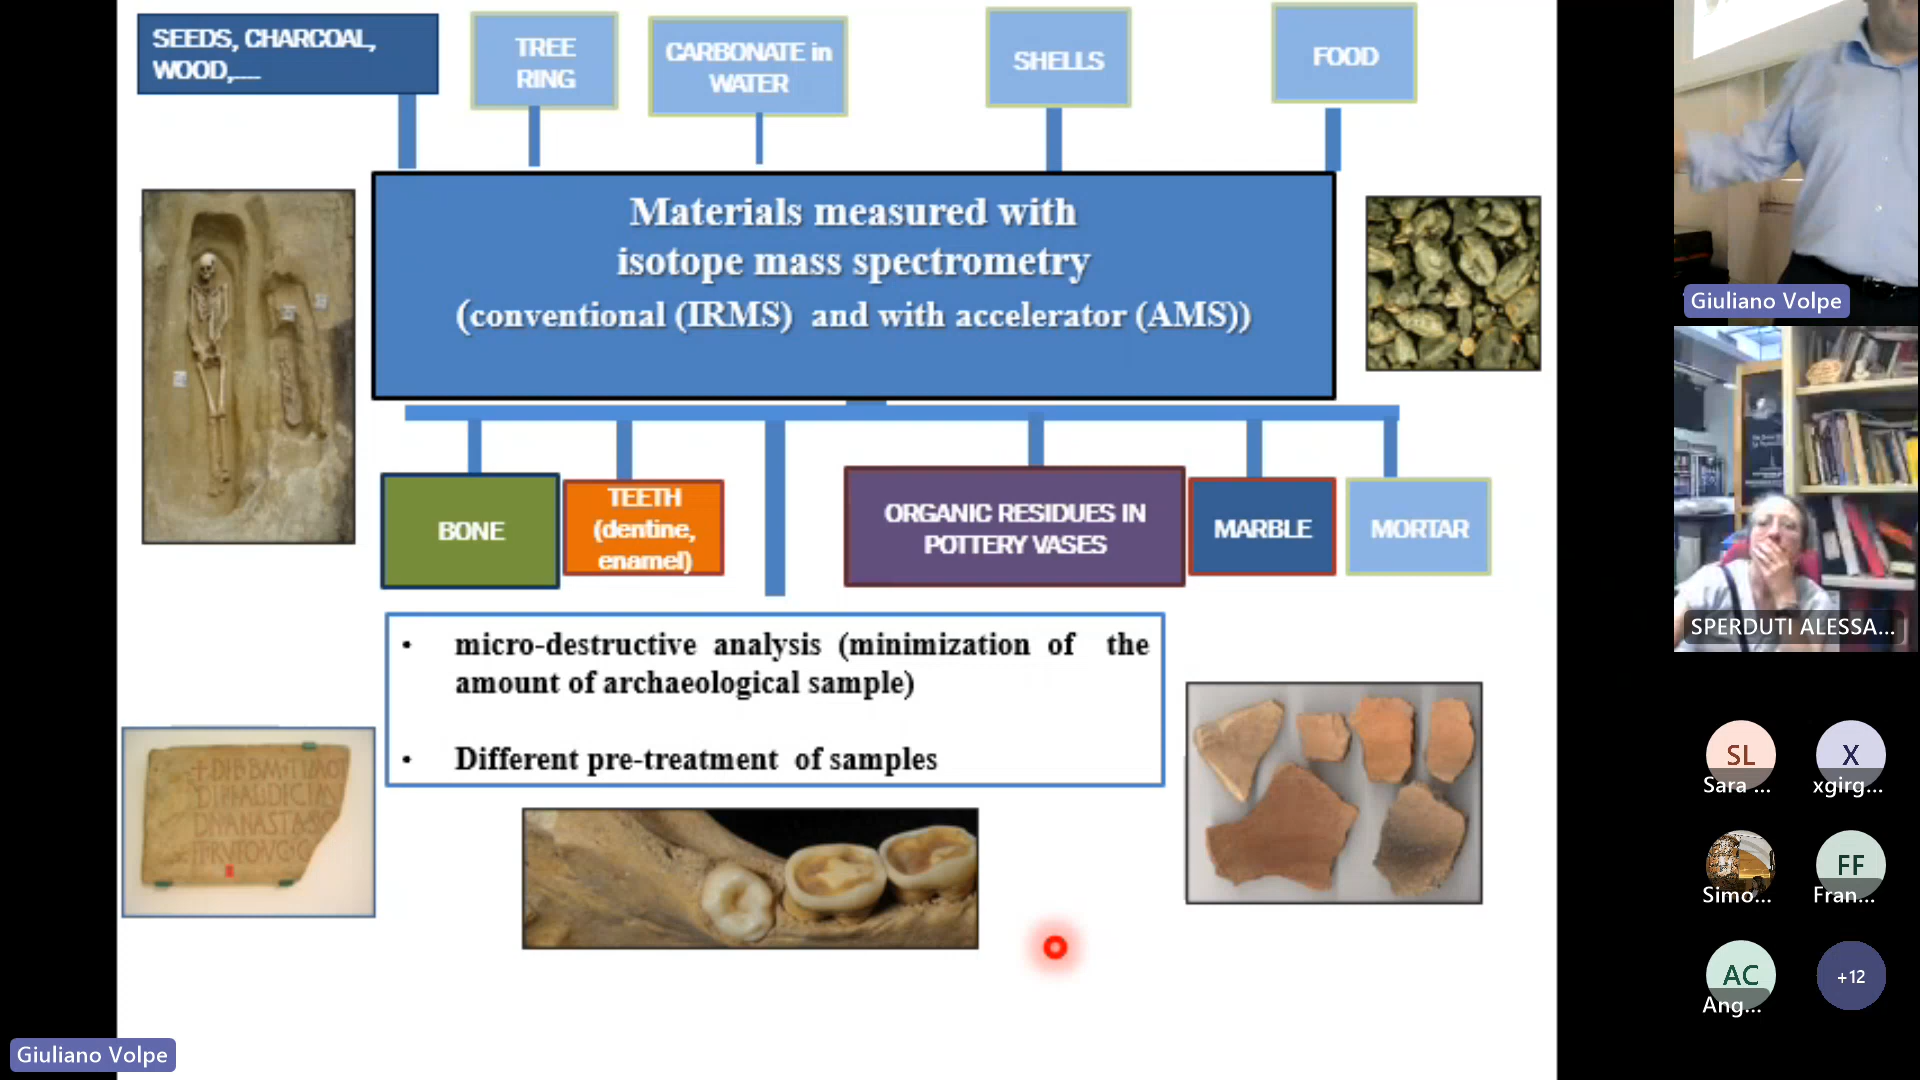 SEEDS, CHARCOAL,
WOOD,....
TREE
RING
CARBONATE in
WATER
SHELLS
FOOD
Materials measured with
isotope mass spectrometry
(conventional (IRMS) and with accelerator (AMS))
BONE
TEETH
(dentine,
enamel)
ORGANIC RESIDUES IN
POTTERY VASES
MARBLE
MORTAR
• micro-destructive analysis (minimization of the
amount of archaeological sample)
• Different pre-treatment of samples
Giuliano Volpe
Giuliano Volpe
SPERDUTI ALESSA...
SL
Sara ...
X
xgirg...
Simo...
FF
Fran...
AC
Ang...
+12